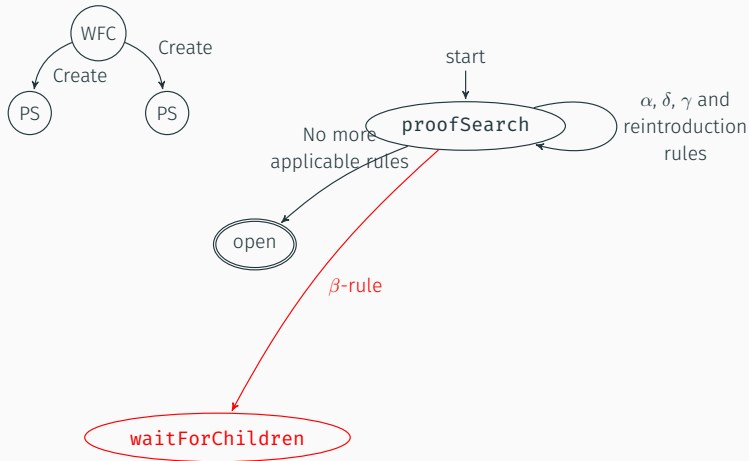 WFC
Create
Create
PS
PS
start
proofSearch
α, δ, γ and
reintroduction
rules
No more
applicable rules
open
β-rule
waitForChildren